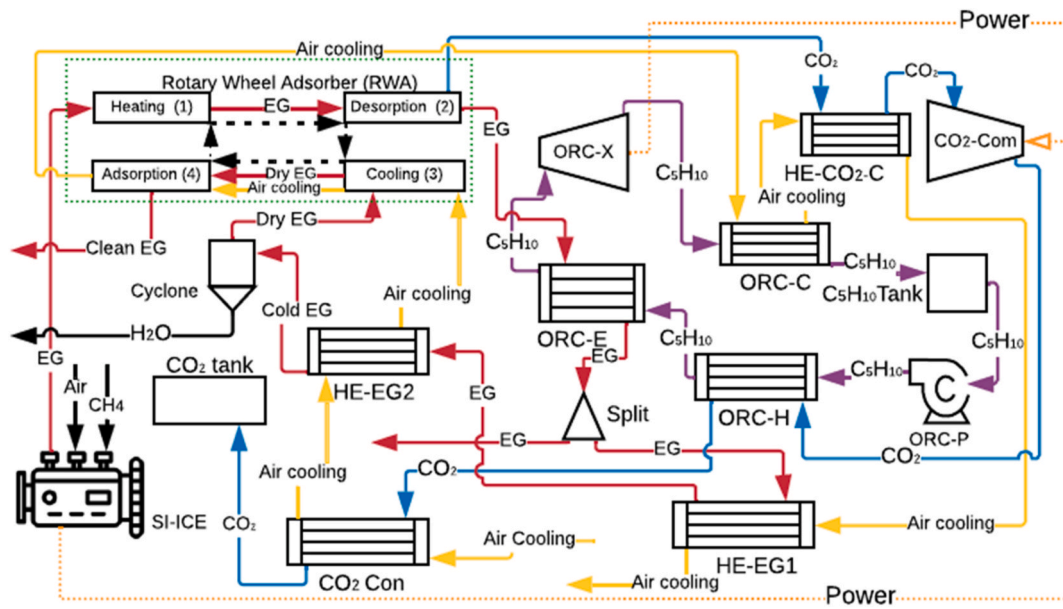 Power
Air cooling
CO₂
CO₂
Rotary Wheel Adsorber (RWA)
Heating (1)
EG
Desorption (2)
EG
ORC-X
CO₂-Com
Adsorption (4)
Dry EG
Cooling (3)
Air cooling
C₅H₁₀
HE-CO₂-C
Air cooling
Dry EG
Clean EG
C₅H₁₀
ORC-C
C₅H₁₀
C₅H₁₀Tank
Cyclone
Air cooling
Cold EG
H2O
ORC-E
C₅H₁₀
C₅H₁₀
EG
EG
CO₂ tank
Air
CH₄
HE-EG2
EG
C₅H₁₀
C
Split
ORC-H
ORC-P
EG
EG
CO₂
CO₂
Air cooling
SI-ICE
CO₂
Air Cooling
Air cooling
CO₂ Con
HE-EG1
Air cooling
Power